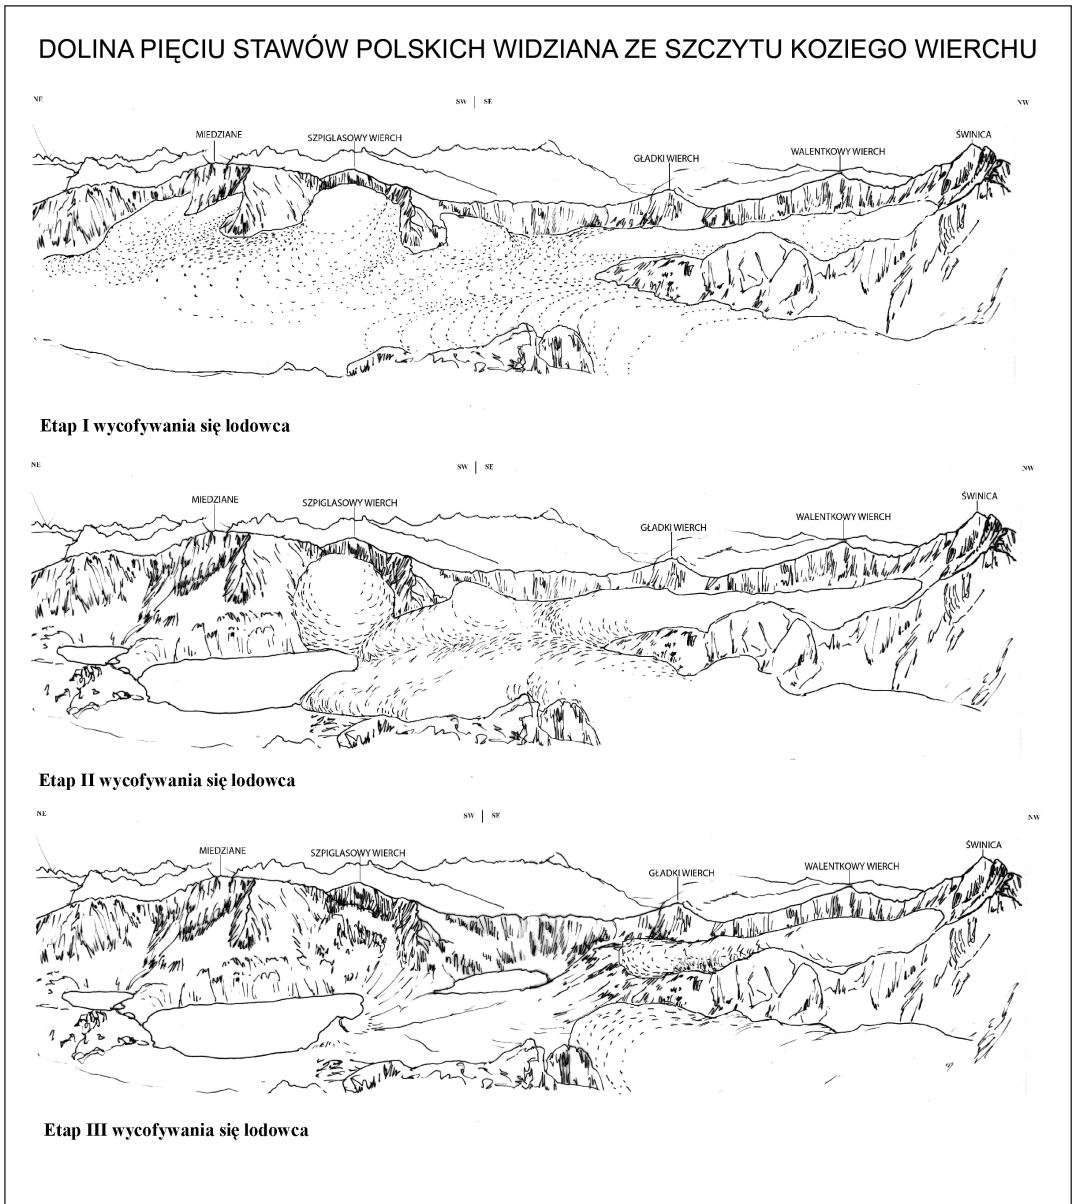 DOLINA PIĘCIU STAWÓW POLSKICH WIDZIANA ZE SZCZYTU KOZIEGO WIERCHU
NE
SW | SE
NW
MIEDZIANE
SZPIGLASOWY WIERCH
GŁADKI WIERCH
WALENTKOWY WIERCH
ŚWINICA
Etap I wycofywania się lodowca
NE
SW | SE
NW
MIEDZIANE
SZPIGLASOWY WIERCH
GŁADKI WIERCH
WALENTKOWY WIERCH
ŚWINICA
Etap II wycofywania się lodowca
NE
SW | SE
NW
MIEDZIANE
SZPIGLASOWY WIERCH
GŁADKI WIERCH
WALENTKOWY WIERCH
ŚWINICA
Etap III wycofywania się lodowca